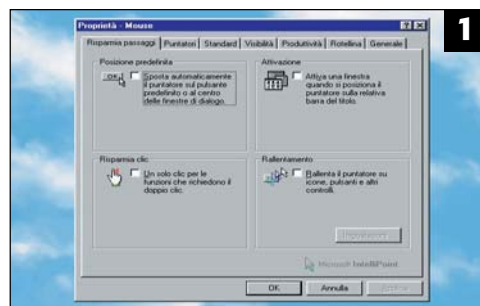 1
Proprietà - Mouse
Risparmia passaggi
Puntatori
Standard
Visibilità
Produttività
Rotellina
Generale
Posizione predefinita
Sposta automaticamente
il puntatore sul pulsante
predefinito o al centro
delle finestre di dialogo.
Attivazione
Attiva una finestra
quando si posiziona il
puntatore sulla relativa
barra del titolo.
Risparmia clic
Un solo clic per le
funzioni che richiedono il
doppio clic.
Rallentamento
Rallenta il puntatore su
icone, pulsanti e altri
controlli.
Impostazioni...
Microsoft IntelliPoint
OK
Annulla
Applica